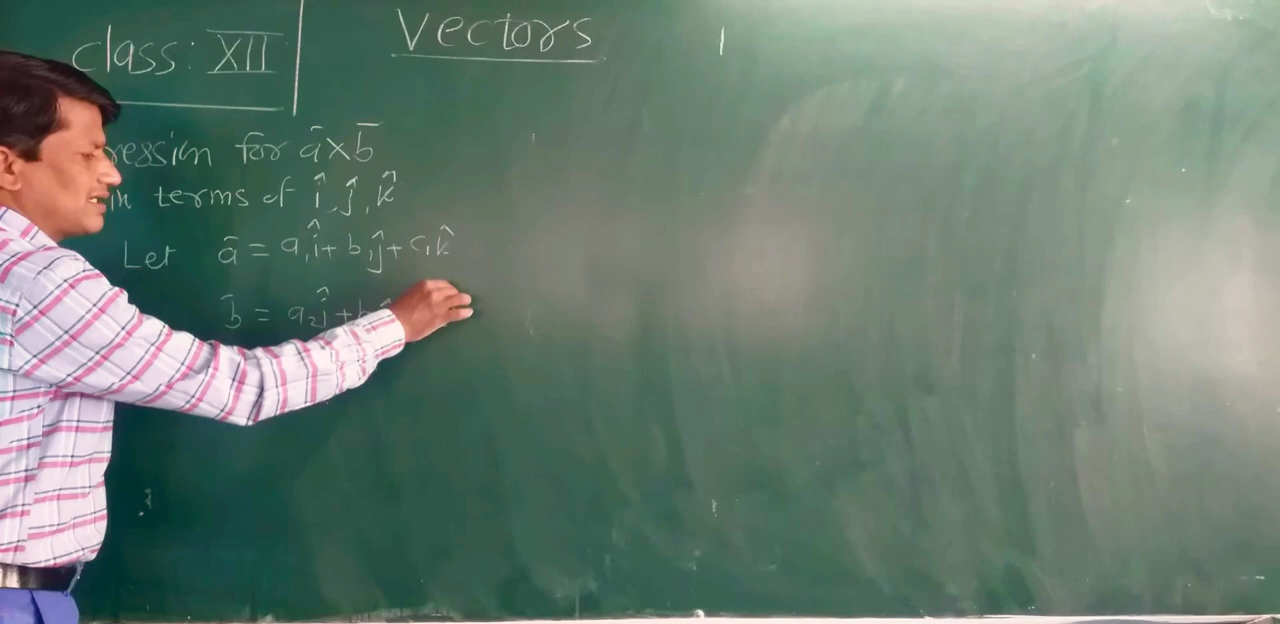 class: XII
Vectors
ression for a̅ × b̅
in terms of î, ĵ, k̂
Let a̅ = a₁î + b₁ĵ + c₁k̂
b̅ = a₂î + b